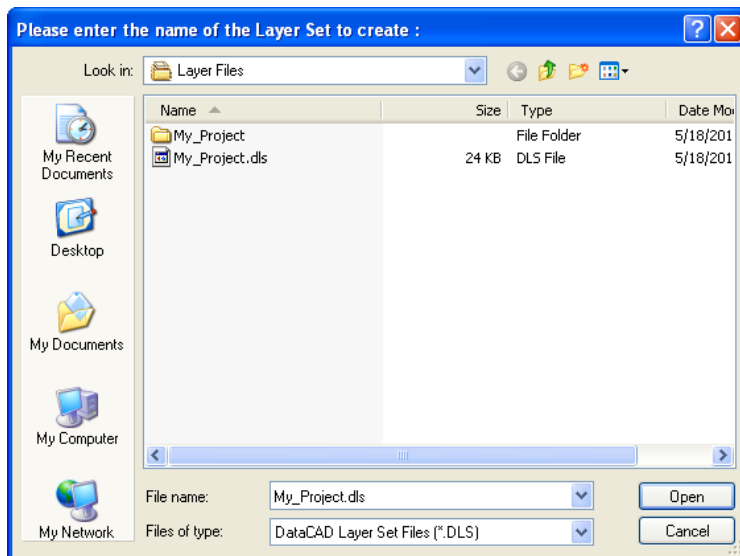 Please enter the name of the Layer Set to create :
Look in: Layer Files
Name Size Type Date Mo
My_Project File Folder 5/18/201
My_Project.dls 24 KB DLS File 5/18/201
My Recent
Documents
Desktop
My Documents
My Computer
My Network
File name: My_Project.dls Open
Files of type: DataCAD Layer Set Files (*.DLS) Cancel